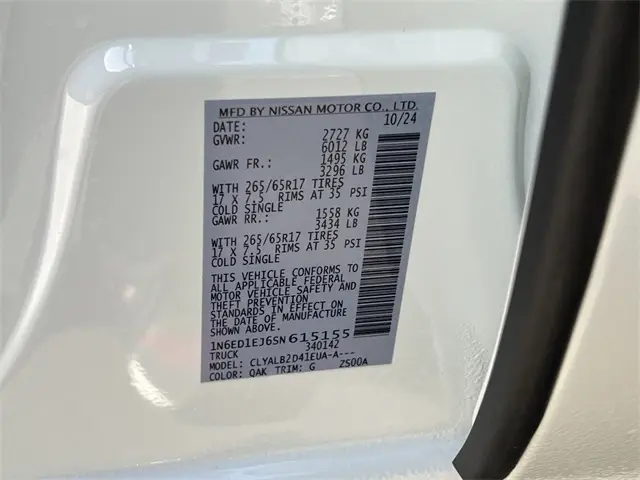 MFD BY NISSAN MOTOR CO., LTD.
DATE: 10/24
GVWR: 2727 KG
6012 LB
GAWR FR.: 1495 KG
3296 LB
WITH 265/65R17 TIRES
17 X 7.5 RIMS AT 35 PSI
COLD SINGLE
GAWR RR.: 1558 KG
3434 LB
WITH 265/65R17 TIRES
17 X 7.5 RIMS AT 35 PSI
COLD SINGLE
THIS VEHICLE CONFORMS TO
ALL APPLICABLE FEDERAL
MOTOR VEHICLE SAFETY AND
THEFT PREVENTION
STANDARDS IN EFFECT ON
THE DATE OF MANUFACTURE
SHOWN ABOVE.
1N6ED1EJ6SN615155
TRUCK 340142
MODEL: CLYALB2D41EUA-A---
COLOR: QAK TRIM: G ZS00A